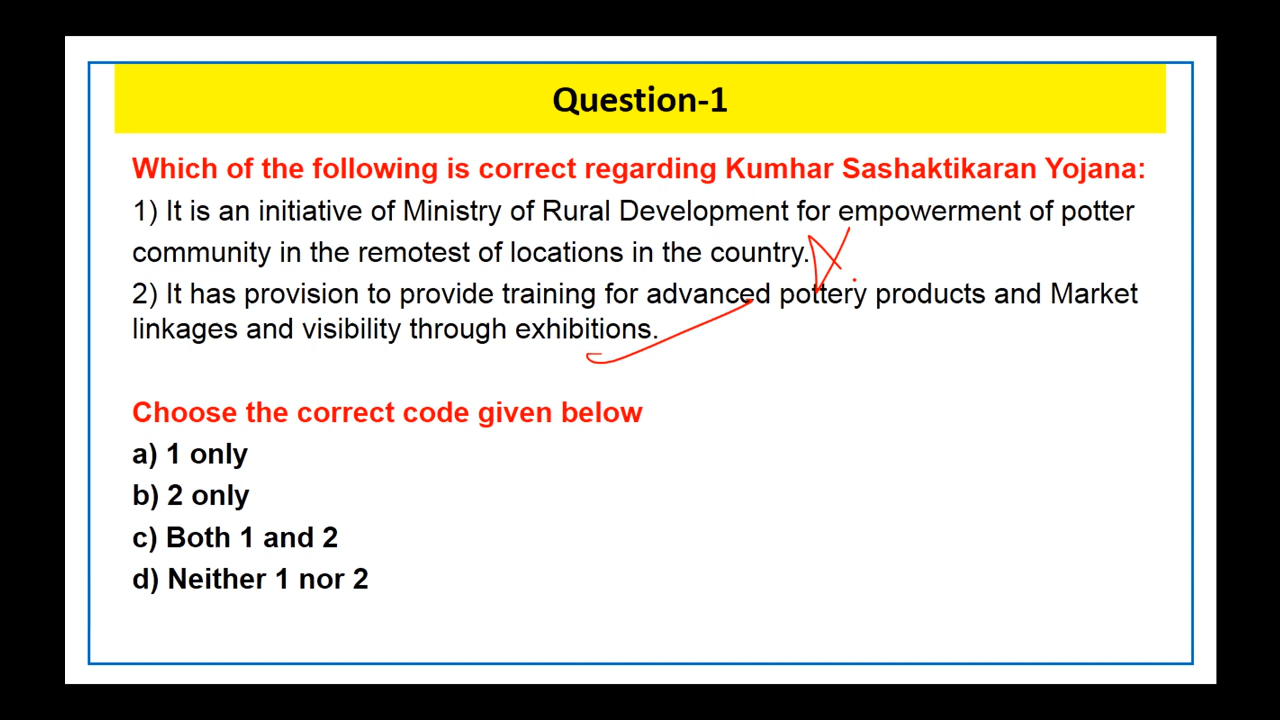 Question-1
Which of the following is correct regarding Kumhar Sashaktikaran Yojana:
1) It is an initiative of Ministry of Rural Development for empowerment of potter
community in the remotest of locations in the country.
2) It has provision to provide training for advanced pottery products and Market
linkages and visibility through exhibitions.
Choose the correct code given below
a) 1 only
b) 2 only
c) Both 1 and 2
d) Neither 1 nor 2